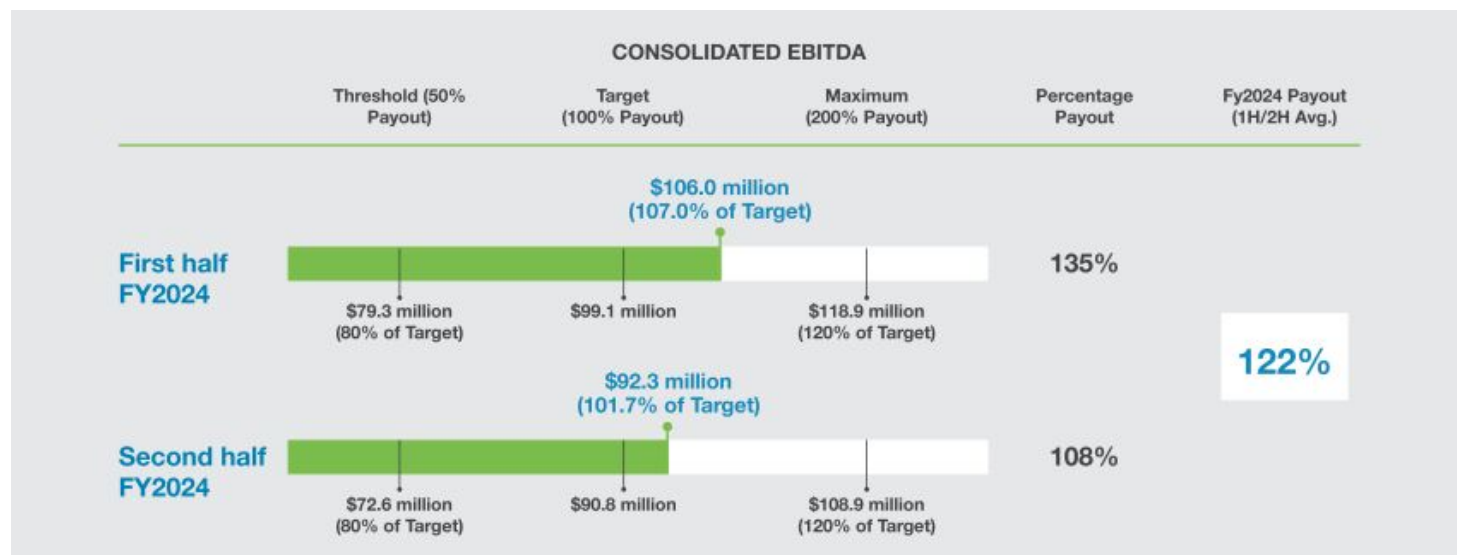 CONSOLIDATED EBITDA
Threshold (50%
Payout)
Target
(100% Payout)
Maximum
(200% Payout)
Percentage
Payout
Fy2024 Payout
(1H/2H Avg.)
$106.0 million
(107.0% of Target)
First half
FY2024
$79.3 million
(80% of Target)
$99.1 million
$118.9 million
(120% of Target)
135%
122%
$92.3 million
(101.7% of Target)
Second half
FY2024
$72.6 million
(80% of Target)
$90.8 million
$108.9 million
(120% of Target)
108%